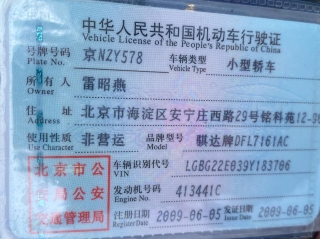 中华人民共和国机动车行驶证
Vehicle License of the People's Republic of China
号牌号码 京NZY578 车辆类型 小型轿车
Plate No. Vehicle Type
所有人 雷昭燕
Owner
住址 北京市海淀区安宁庄西路29号铭科苑12-
Address
使用性质 非营运 品牌型号 骐达牌DFL7161AC
Use Character Model
北京市公 车辆识别代号 LGBG22E039Y183706
VIN
安局公安 发动机号码 413441C
Engine No.
交通管理局 注册日期 2009-06-05 发证日期 2009-06-05
Register Date Issue Date